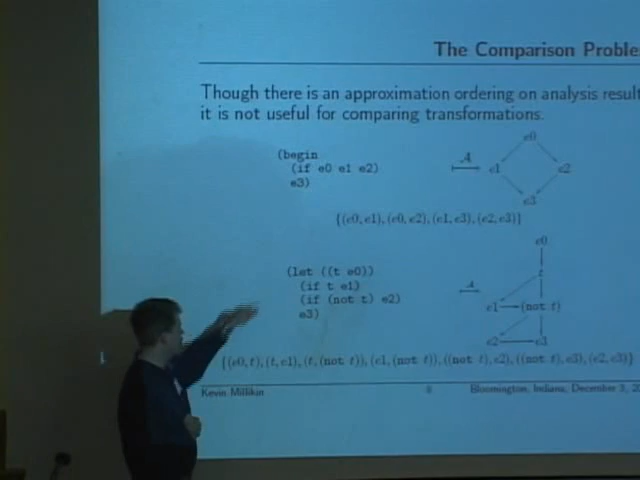 The Comparison Proble
Though there is an approximation ordering on analysis result
it is not useful for comparing transformations.
(begin
(if e0 e1 e2)
e3)
A
e0
e1
e2
e3
{(e0, e1), (e0, e2), (e1, e3), (e2, e3)}
(let ((t e0))
(if t e1)
(if (not t) e2)
e3)
A
e0
t
e1
(not t)
e2
e3
{(e0, t), (t, e1), (t, (not t)), (e1, (not t)), ((not t), e2), ((not t), e3), (e2, e3)}
Kevin Millikin
Bloomington, Indiana, December 3, 20